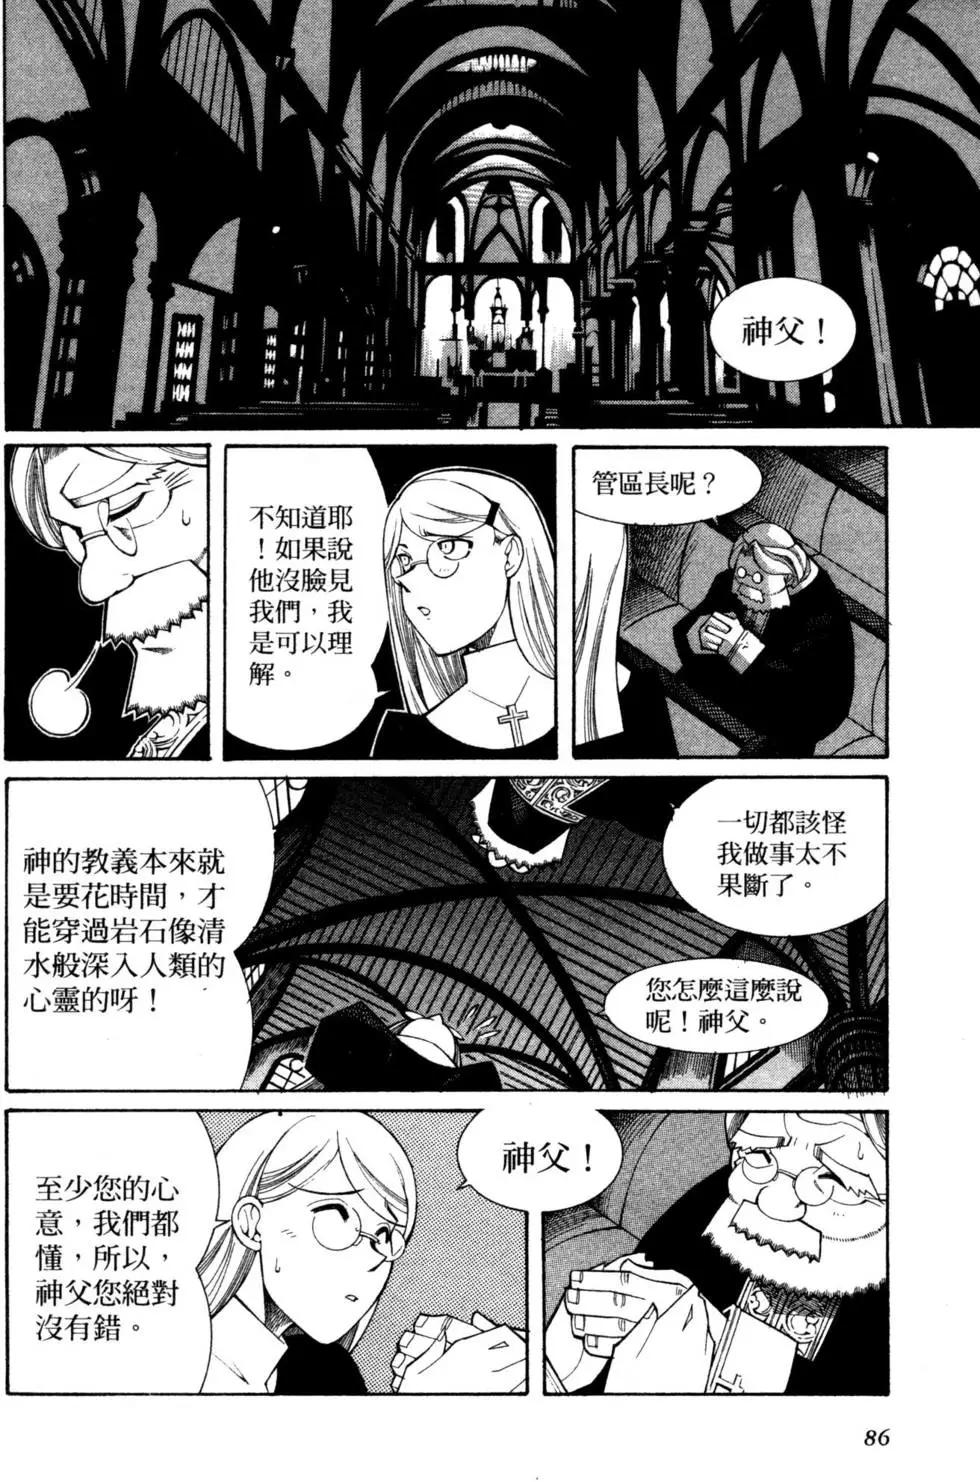 神父！
管區長呢？
不知道耶
！如果說
他沒臉見
我們，我
是可以理
解。
一切都該怪
我做事太不
果斷了。
您怎麼這麼說
呢！神父。
神的教義本來就
是要花時間，才
能穿過岩石像清
水般深入人類的
心靈的呀！
神父！
至少您的心
意，我們都
懂，所以，
神父您絕對
沒有錯。
86